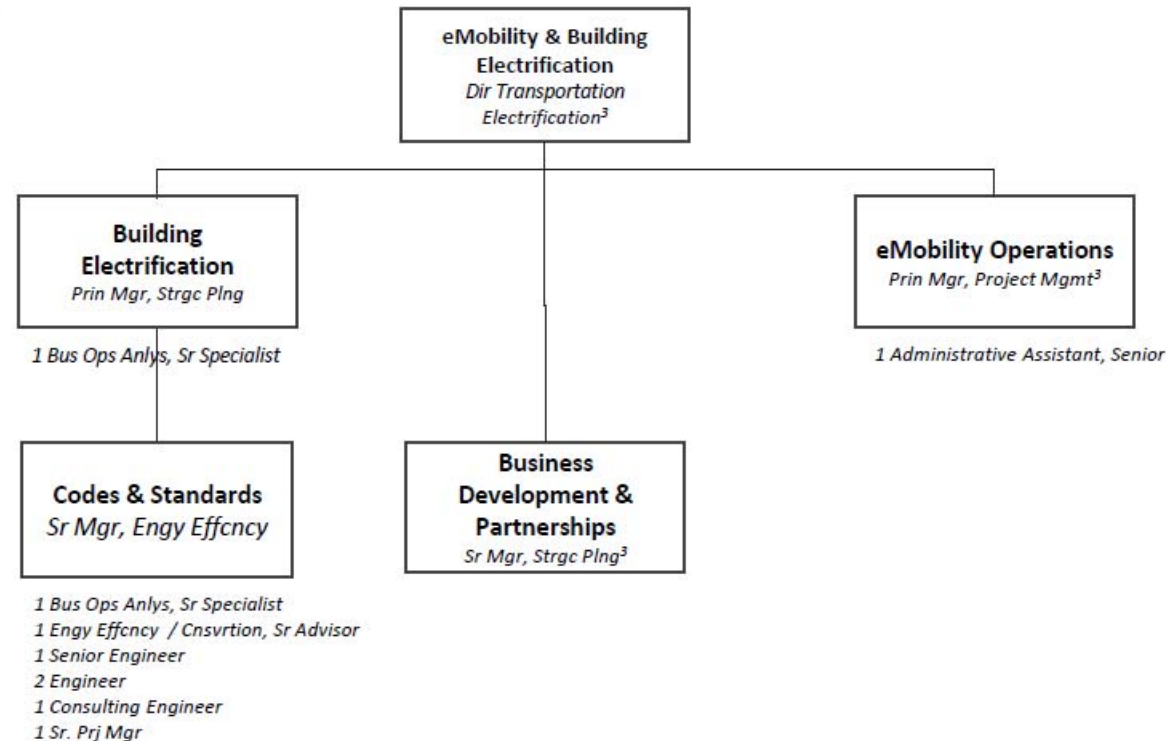 eMobility & Building
Electrification
Dir Transportation
Electrification³
Building
Electrification
Prin Mgr, Strgc Plng
1 Bus Ops Anlys, Sr Specialist
eMobility Operations
Prin Mgr, Project Mgmt³
1 Administrative Assistant, Senior
Codes & Standards
Sr Mgr, Engy Effcncy
1 Bus Ops Anlys, Sr Specialist
1 Engy Effcncy / Cnsvrtion, Sr Advisor
1 Senior Engineer
2 Engineer
1 Consulting Engineer
1 Sr. Prj Mgr
Business
Development &
Partnerships
Sr Mgr, Strgc Plng³